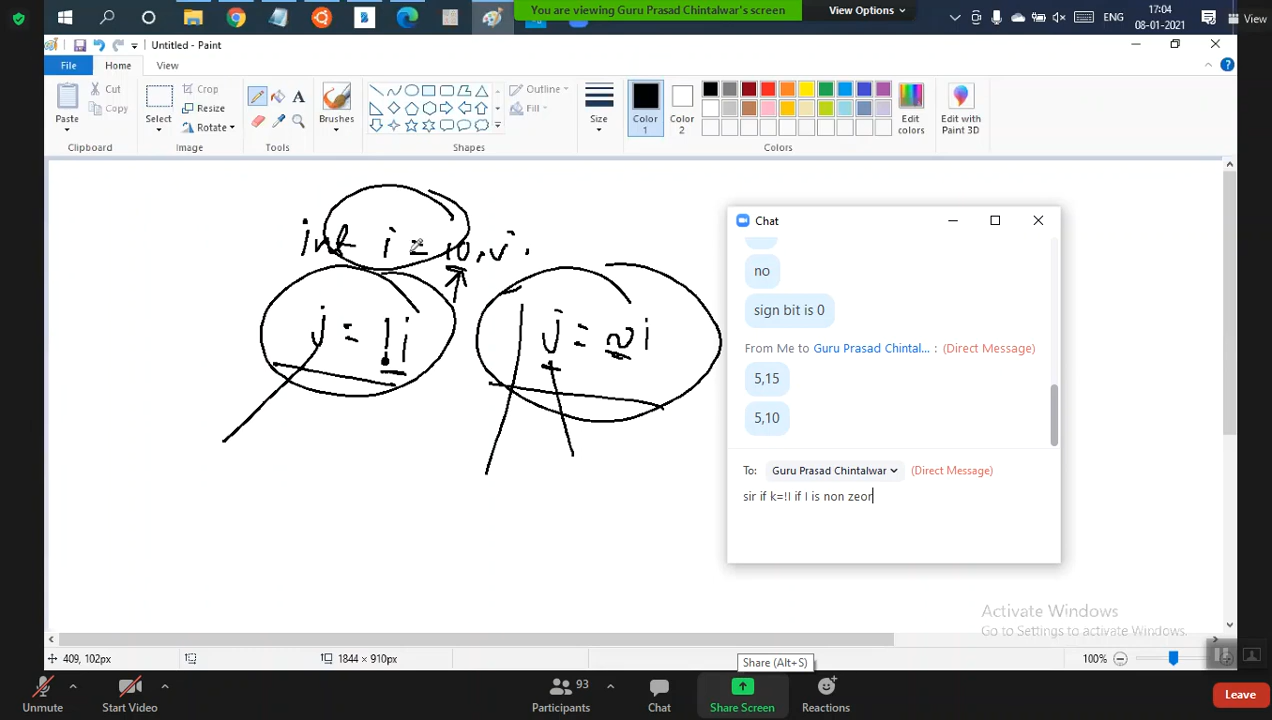 You are viewing Guru Prasad Chintalwar's screen
View Options
17:04
08-01-2021
View
Untitled - Paint
File
Home
View
Paste
Cut
Copy
Clipboard
Select
Crop
Resize
Rotate
Image
Tools
Brushes
Shapes
Outline
Fill
Size
Color
1
Color
2
Edit
colors
Colors
Edit with
Paint 3D
int i = 10, j;
j = !i
j = ~i
Chat
no
sign bit is 0
From Me to Guru Prasad Chintal... : (Direct Message)
5,15
5,10
To: Guru Prasad Chintalwar (Direct Message)
sir if k=!I if I is non zeor
Activate Windows
Go to Settings to activate Windows.
409, 102px
1844 × 910px
100%
Share (Alt+S)
Unmute
Start Video
93
Participants
Chat
Share Screen
Reactions
Leave